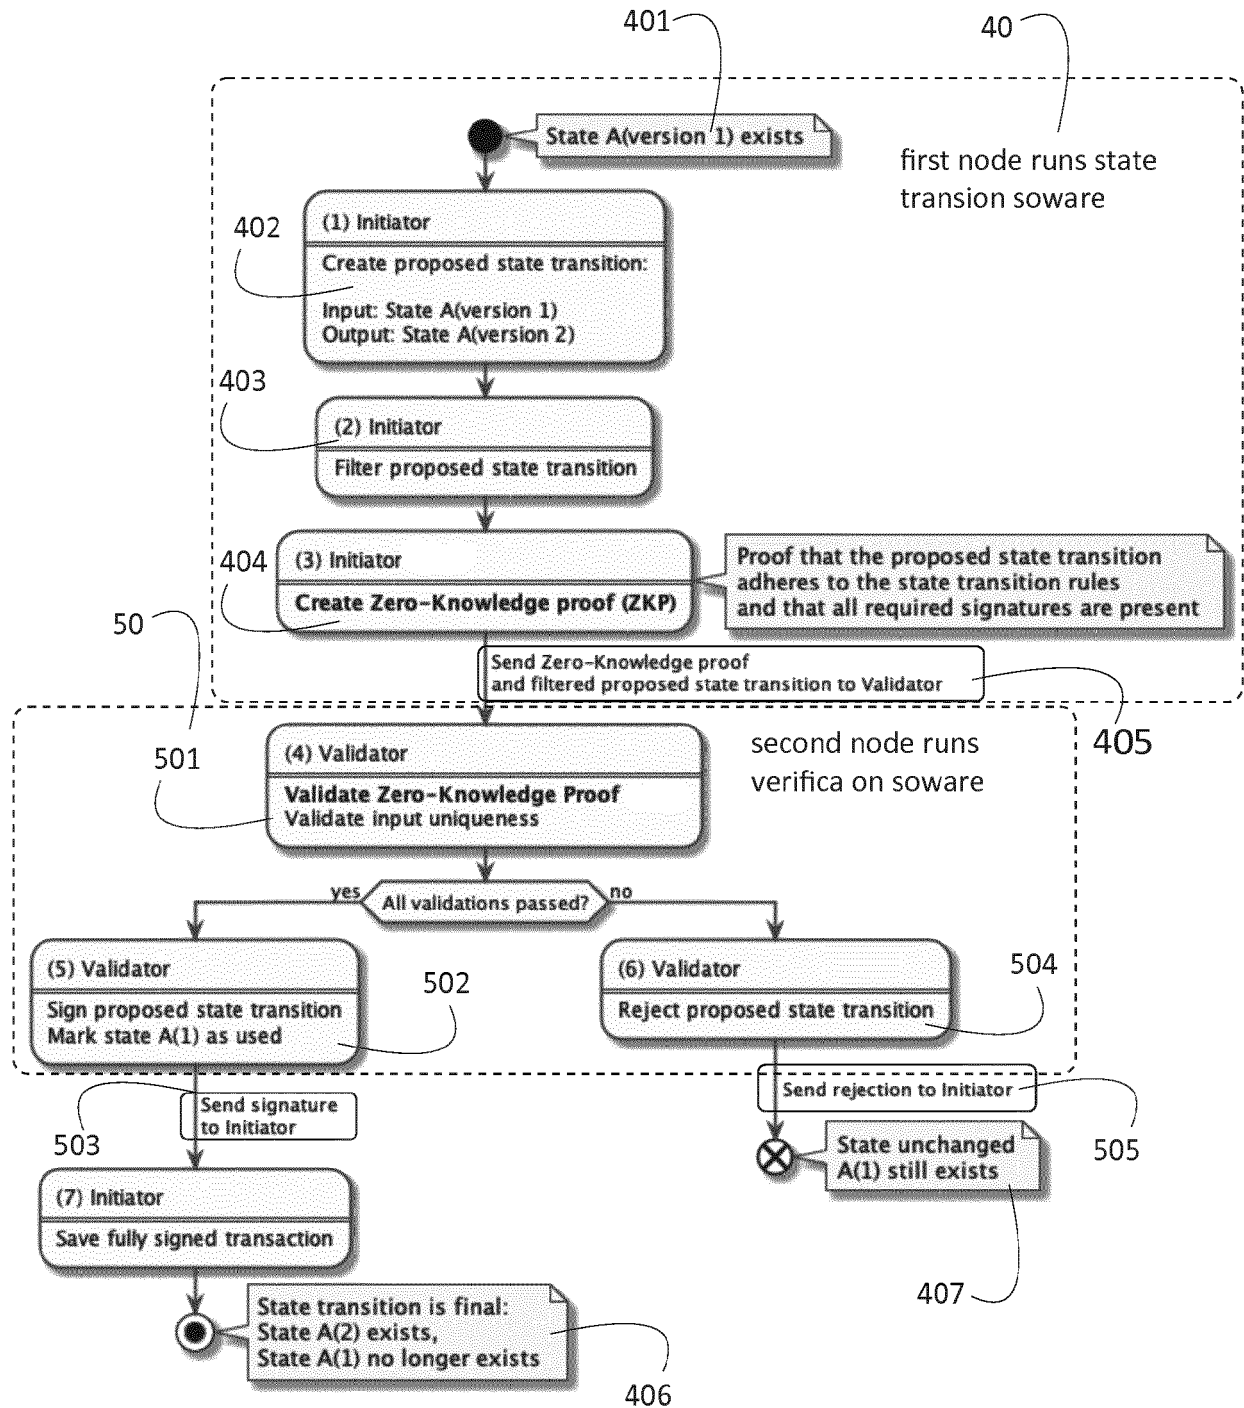 401
40
State A(version 1) exists
first node runs state
transion soware
(1) Initiator
402
Create proposed state transition:
Input: State A(version 1)
Output: State A(version 2)
403
(2) Initiator
Filter proposed state transition
404
(3) Initiator
Create Zero-Knowledge proof (ZKP)
Proof that the proposed state transition
adheres to the state transition rules
and that all required signatures are present
50
Send Zero-Knowledge proof
and filtered proposed state transition to Validator
405
501
(4) Validator
Validate Zero-Knowledge Proof
Validate input uniqueness
second node runs
verifica on soware
yes
All validations passed?
no
(5) Validator
Sign proposed state transition
Mark state A(1) as used
502
(6) Validator
Reject proposed state transition
504
503
Send signature
to Initiator
Send rejection to Initiator
505
State unchanged
A(1) still exists
407
(7) Initiator
Save fully signed transaction
State transition is final:
State A(2) exists,
State A(1) no longer exists
406